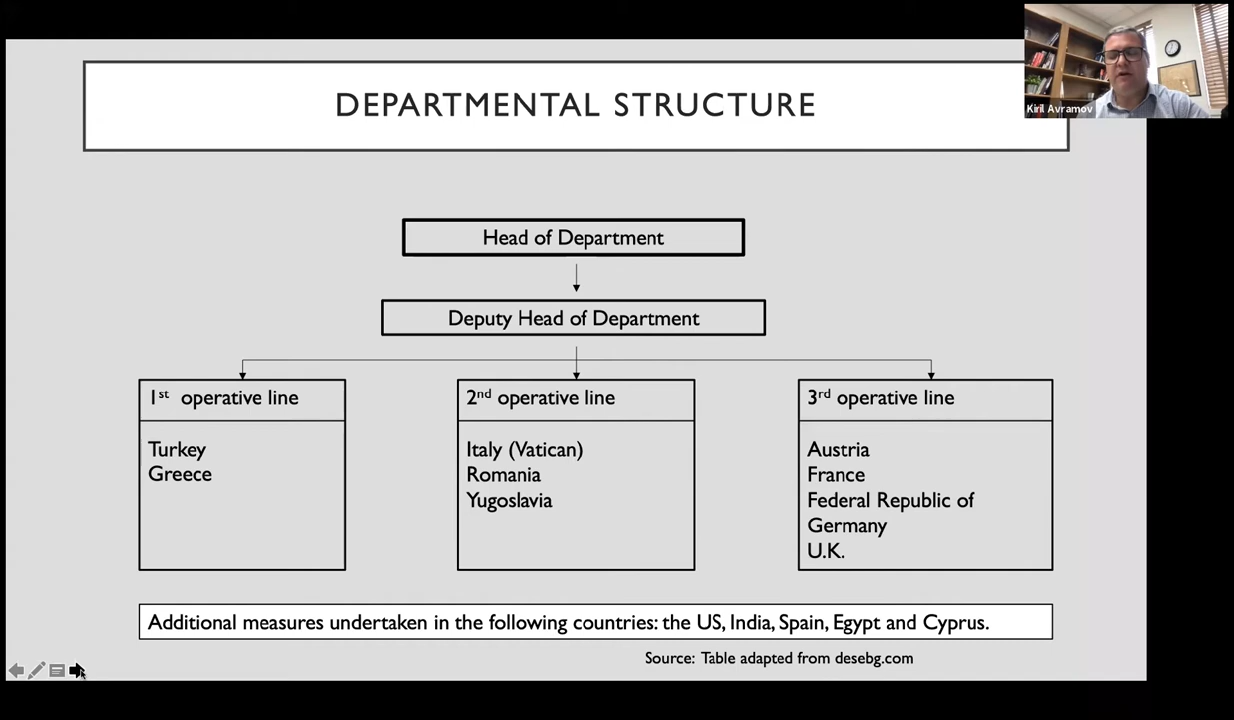 DEPARTMENTAL STRUCTURE
Kiril Avramov
Head of Department
Deputy Head of Department
1st operative line
Turkey
Greece
2nd operative line
Italy (Vatican)
Romania
Yugoslavia
3rd operative line
Austria
France
Federal Republic of
Germany
U.K.
Additional measures undertaken in the following countries: the US, India, Spain, Egypt and Cyprus.
Source: Table adapted from desebg.com